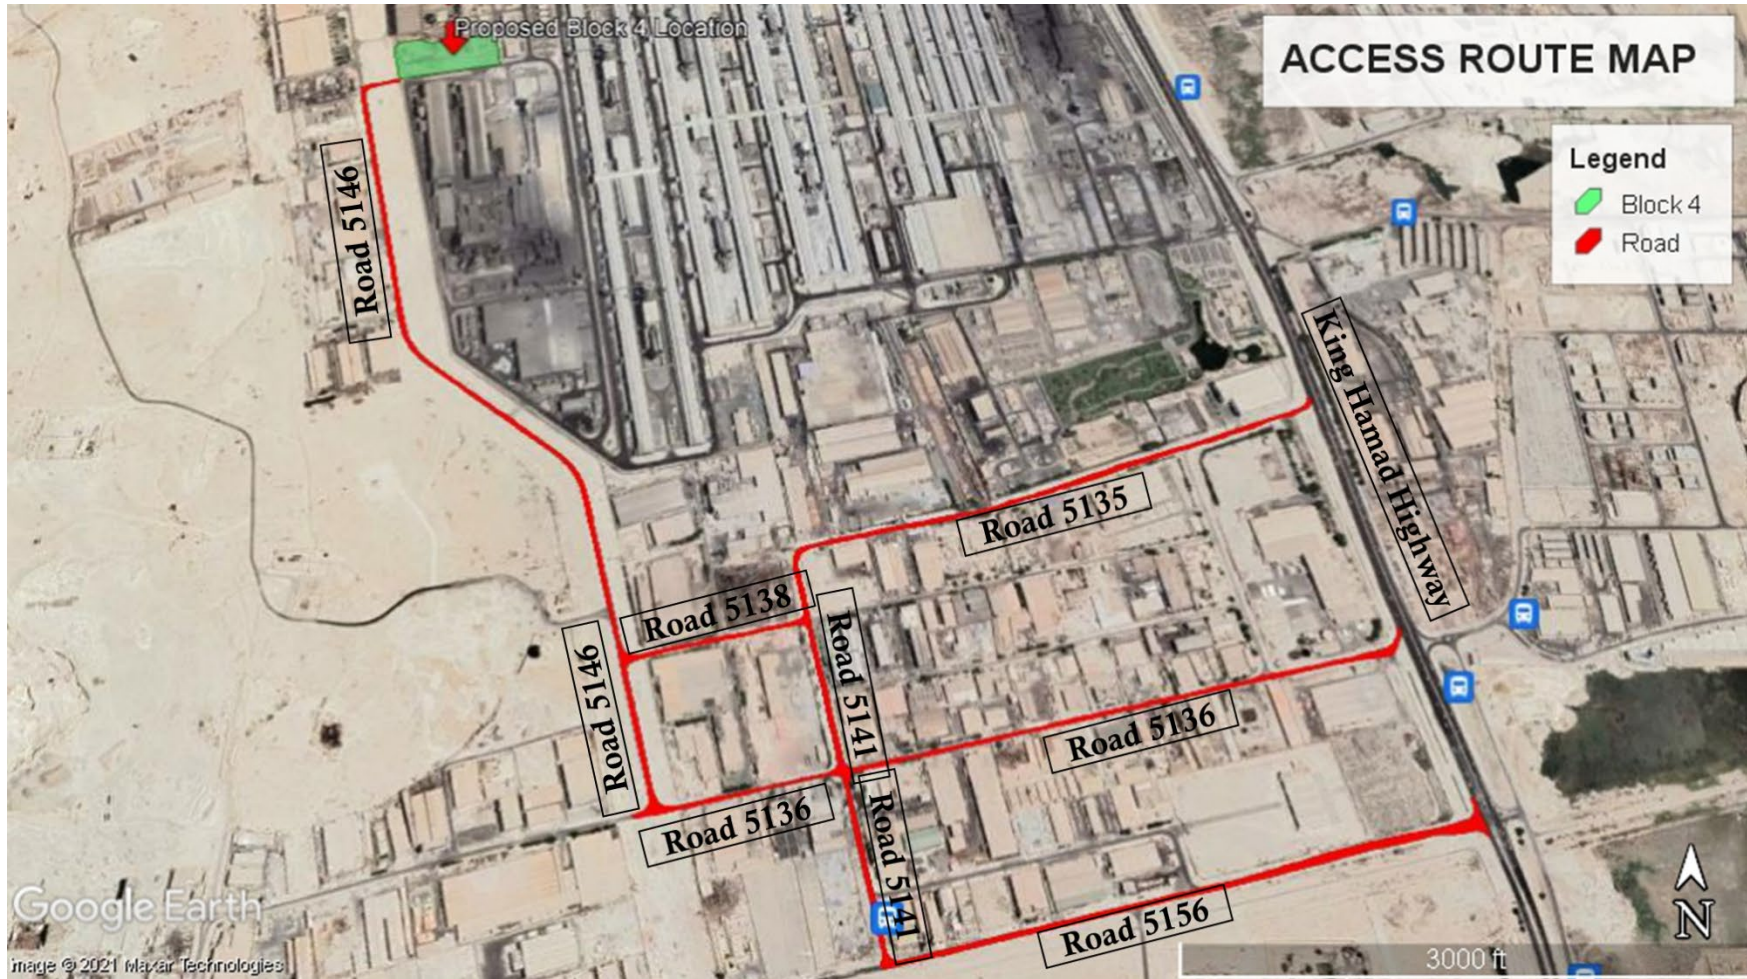 Proposed Block 4 Location
ACCESS ROUTE MAP
Legend
Block 4
Road
Road 5146
King Hamad Highway
Road 5135
Road 5138
Road 5141
Road 5146
Road 5136
Road 5136
Road 5141
Road 5156
Google Earth
N
3000 ft
Image © 2021 Maxar Technologies